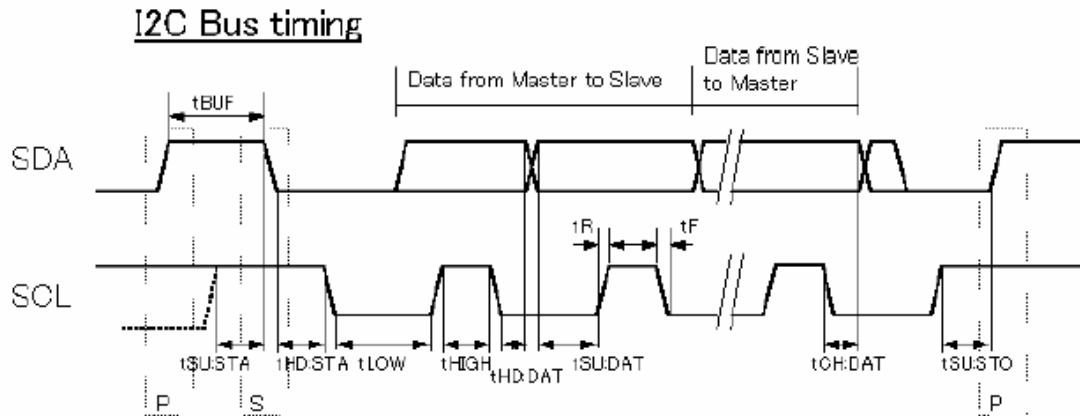 I2C Bus timing
Data from Master to Slave
Data from Slave
to Master
tBUF
SDA
tR
tF
SCL
tSU:STA
tHD:STA
tLOW
tHIGH
tHD:DAT
tSU:DAT
tCH:DAT
tSU:STO
P
S
P